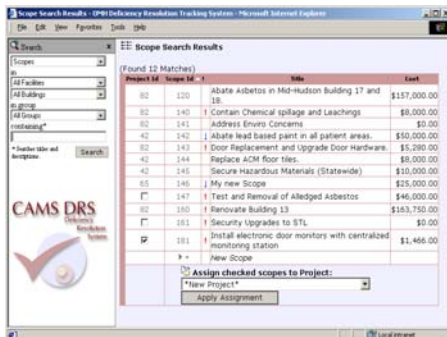 Scope Search Results - OMH Deficiency Resolution Tracking System - Microsoft Internet Explorer
File Edit View Favorites Tools Help
Search
Scopes
in
All Facilities
All Buildings
in group
All Groups
containing*
* Searches titles and descriptions
Search
CAMS DRS
Deficiency
Resolution
System
Scope Search Results
(Found 12 Matches)
Project Id Scope Id ! Title Cost
82 120 Abate Asbetos in Mid-Hudson Building 17 and 18. $157,000.00
82 140 ! Contain Chemical spillage and Leachings $8,000.00
82 141 Address Enviro Concerns $0.00
42 142 ↓ Abate lead based paint in all patient areas. $50,000.00
82 143 ! Door Replacement and Upgrade Door Hardware. $5,280.00
42 144 Replace ACM floor tiles. $8,000.00
42 145 Secure Hazardous Materials (Statewide) $10,000.00
65 146 ↓ My new Scope $25,000.00
147 ! Test and Removal of Alledged Asbestos $46,000.00
82 160 ! Renovate Building 13 $163,750.00
181 ! Security Upgrades to STL $0.00
181 ! Install electronic door monitors with centralized monitoring station $1,466.00
New Scope
Assign checked scopes to Project:
*New Project*
Apply Assignment
Local intranet